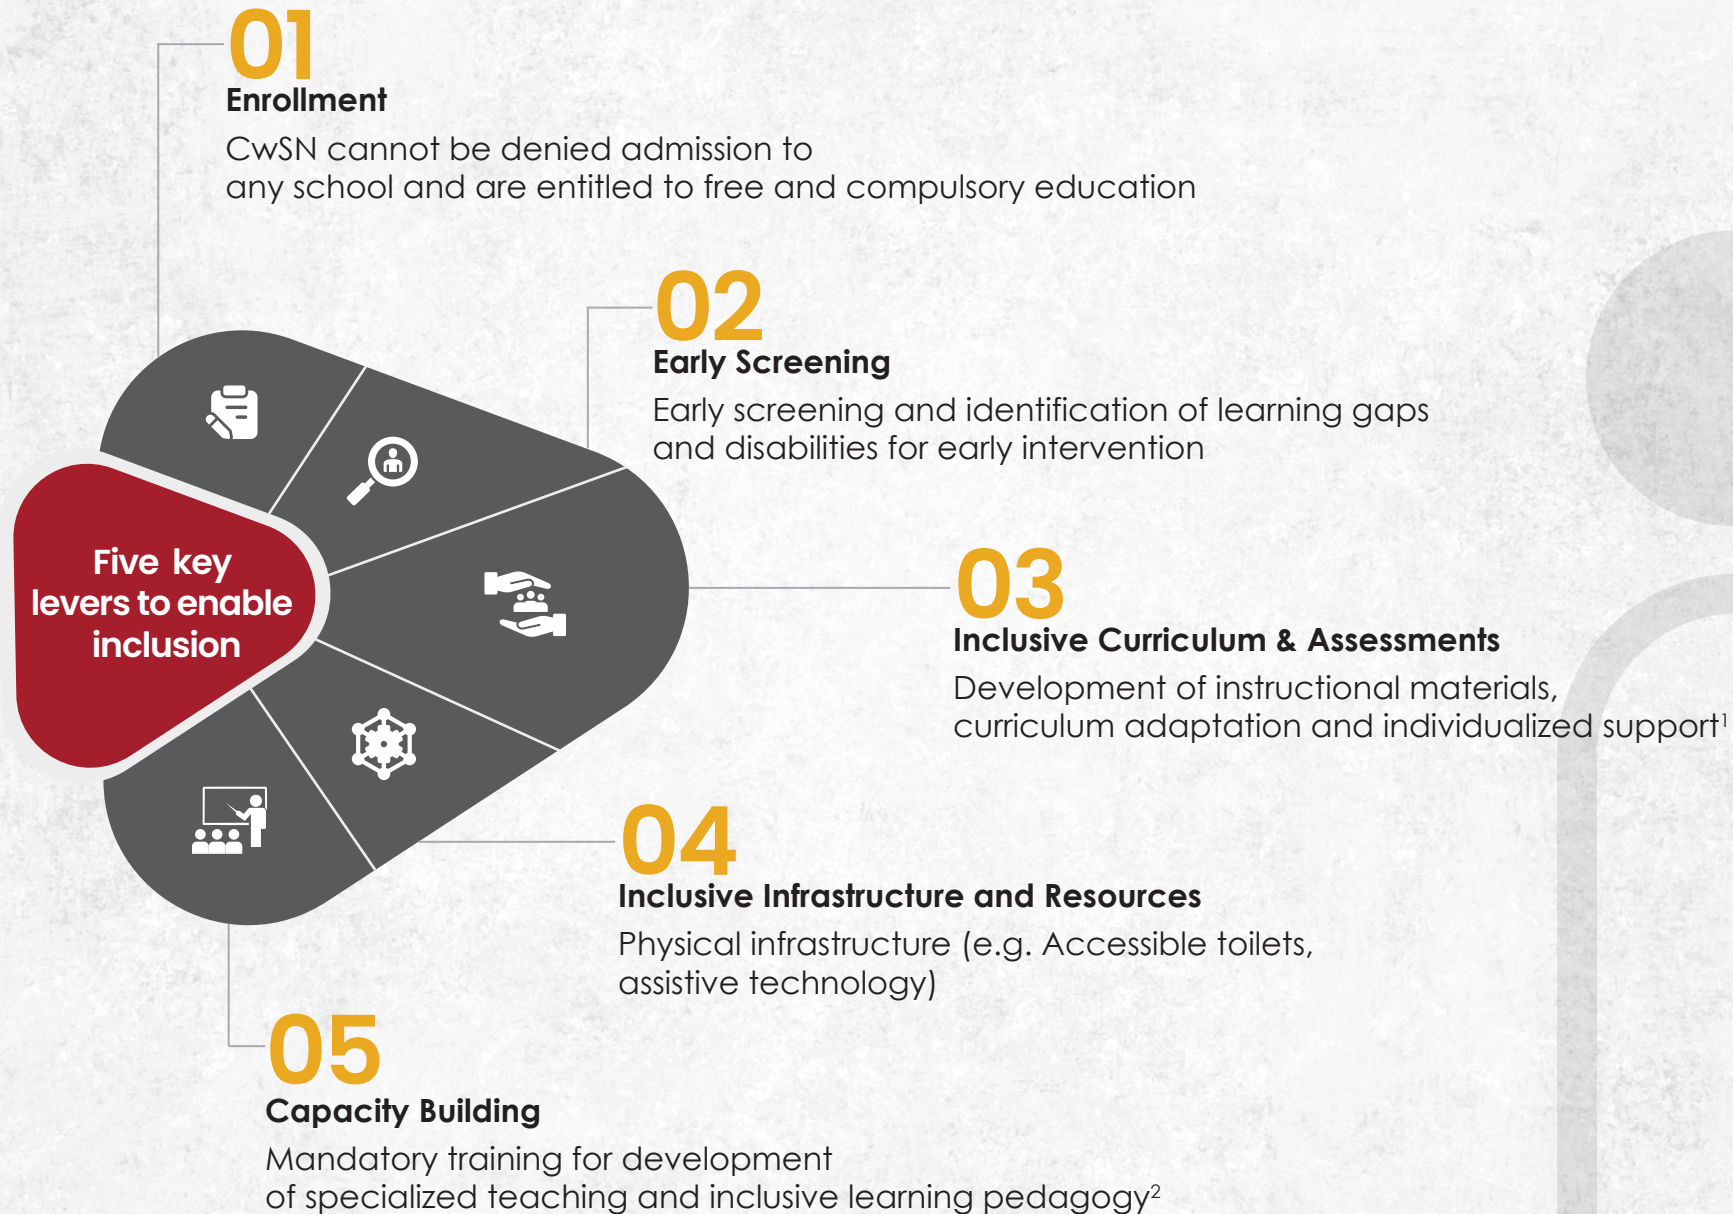 01
Enrollment
CwSN cannot be denied admission to
any school and are entitled to free and compulsory education
02
Early Screening
Early screening and identification of learning gaps
and disabilities for early intervention
Five key
levers to enable
inclusion
03
Inclusive Curriculum & Assessments
Development of instructional materials,
curriculum adaptation and individualized support¹
04
Inclusive Infrastructure and Resources
Physical infrastructure (e.g. Accessible toilets,
assistive technology)
05
Capacity Building
Mandatory training for development
of specialized teaching and inclusive learning pedagogy²